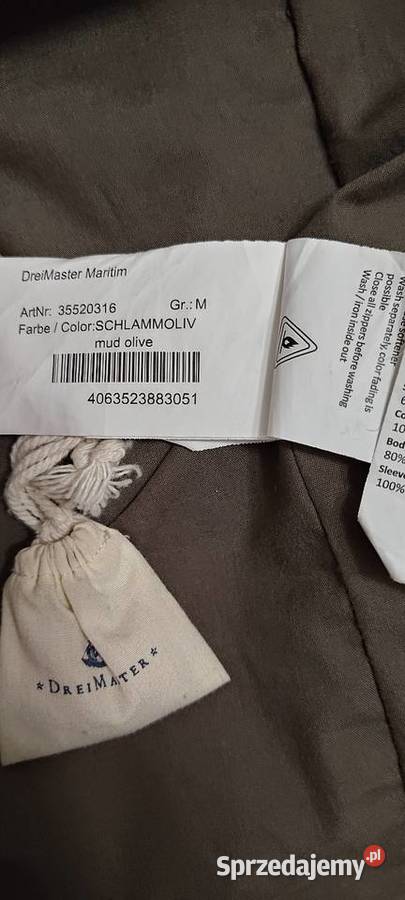 DreiMaster Maritim
ArtNr: 35520316 Gr.: M
Farbe / Color:SCHLAMMOLIV
mud olive
4063523883051
possible
Wash separately, color fading is
Close all zippers before washing
Wash / iron inside out
Body
80%
Sleeve
100%
* DREIMASTER *
Sprzedajemy.pl